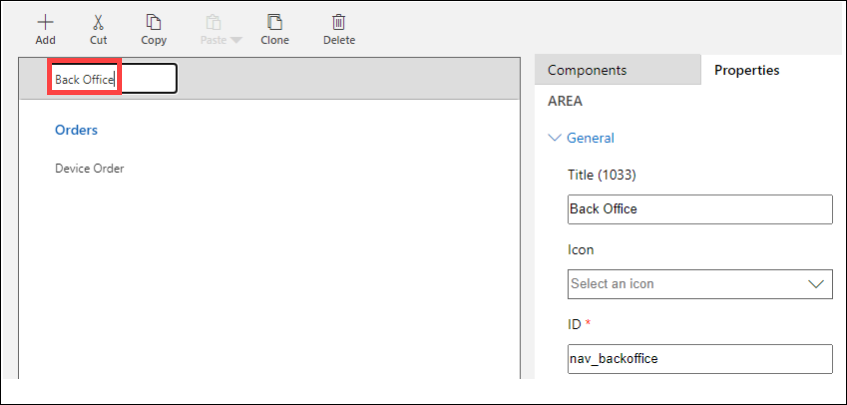 Add Cut Copy Paste Clone Delete
Back Office
Orders
Device Order
Components Properties
AREA
General
Title (1033)
Back Office
Icon
Select an icon
ID *
nav_backoffice